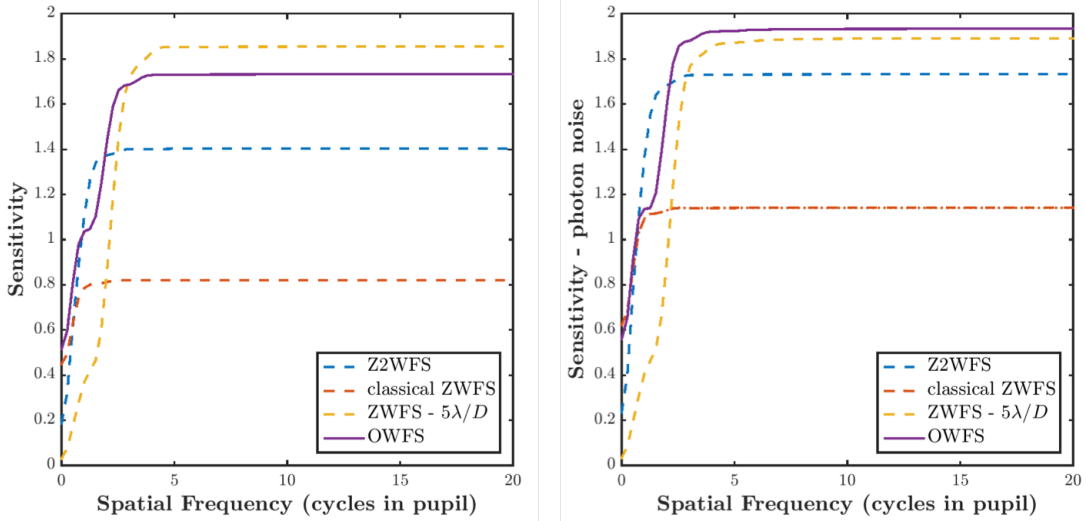 2
1.8
1.6
1.4
1.2
1
0.8
0.6
0.4
0.2
0
Sensitivity
Z2WFS
classical ZWFS
ZWFS - 5λ/D
OWFS
0 5 10 15 20
Spatial Frequency (cycles in pupil)
2
1.8
1.6
1.4
1.2
1
0.8
0.6
0.4
0.2
0
Sensitivity - photon noise
Z2WFS
classical ZWFS
ZWFS - 5λ/D
OWFS
0 5 10 15 20
Spatial Frequency (cycles in pupil)